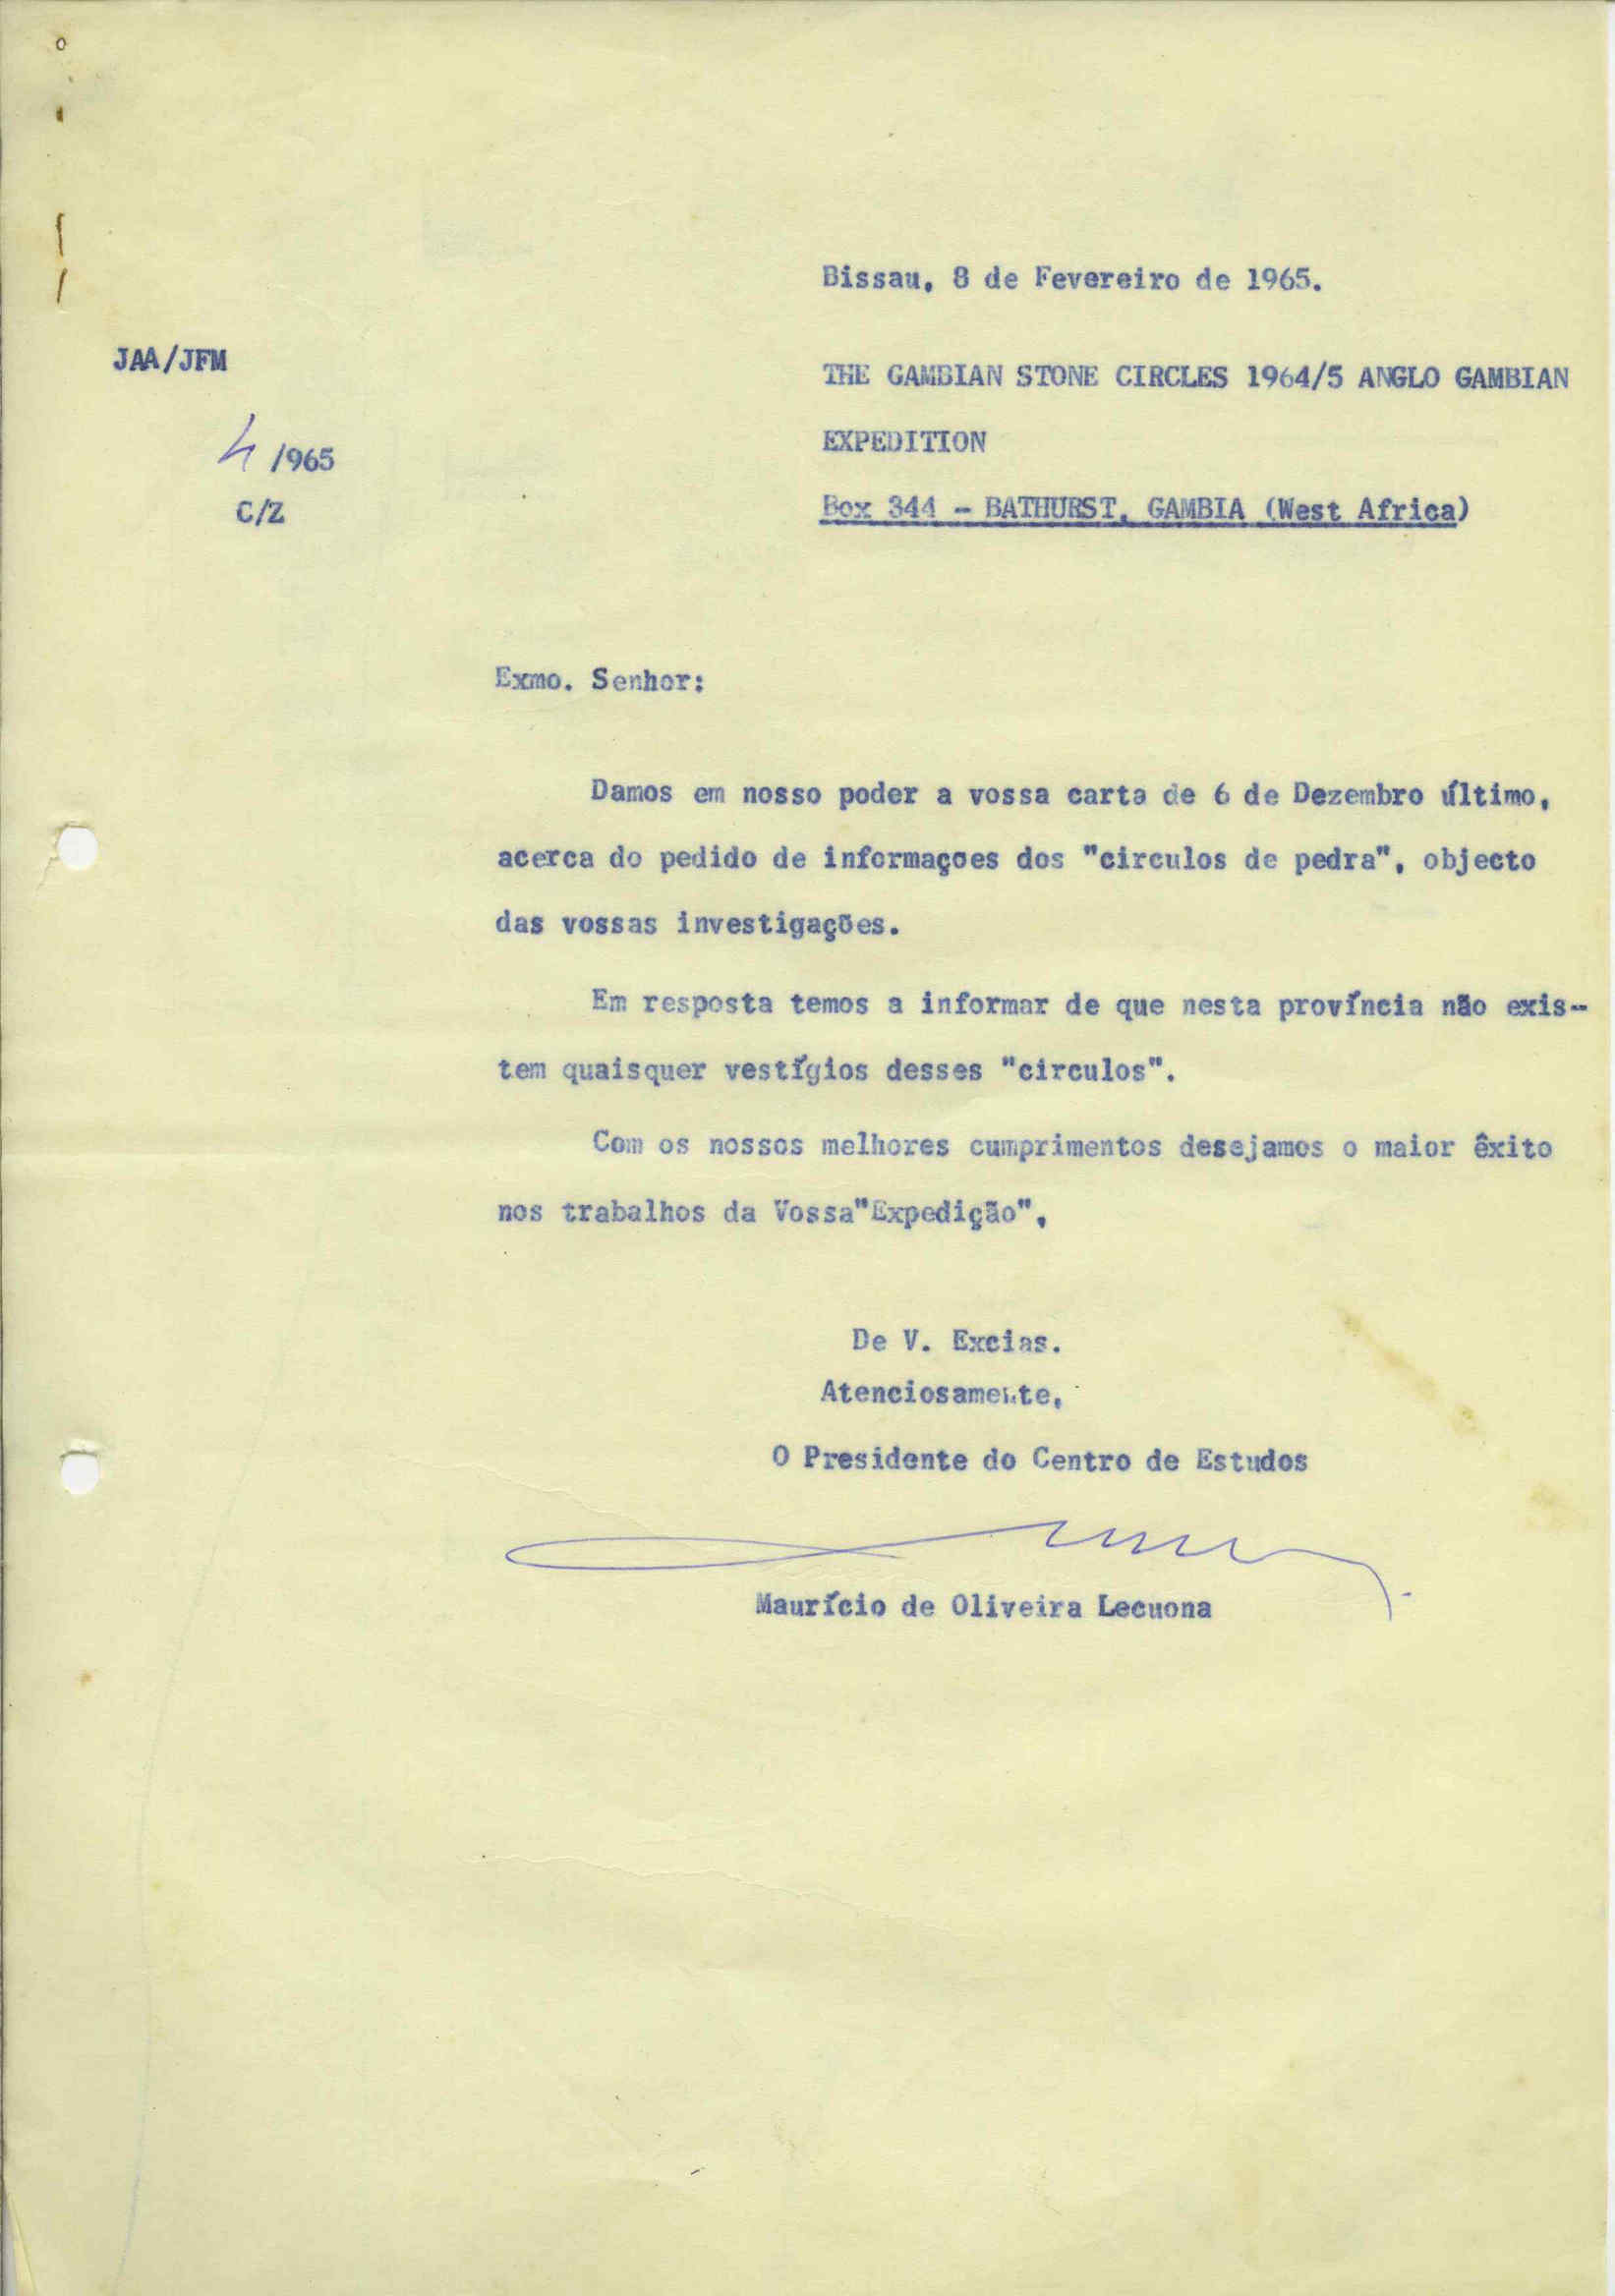 Bissau, 8 de Fevereiro de 1965.
JAA/JFM
THE GAMBIAN STONE CIRCLES 1964/5 ANGLO GAMBIAN
EXPEDITION
4 /965
C/Z
Box 344 - BATHURST, GAMBIA (West Africa)
Exmo. Senhor:
Damos em nosso poder a vossa carta de 6 de Dezembro último,
acerca do pedido de informaçoes dos "circulos de pedra", objecto
das vossas investigações.
Em resposta temos a informar de que nesta província não exis-
tem quaisquer vestígios desses "circulos".
Com os nossos melhores cumprimentos desejamos o maior êxito
nos trabalhos da Vossa"Expedição",
De V. Excias.
Atenciosamente,
O Presidente do Centro de Estudos
Maurício de Oliveira Lecuona